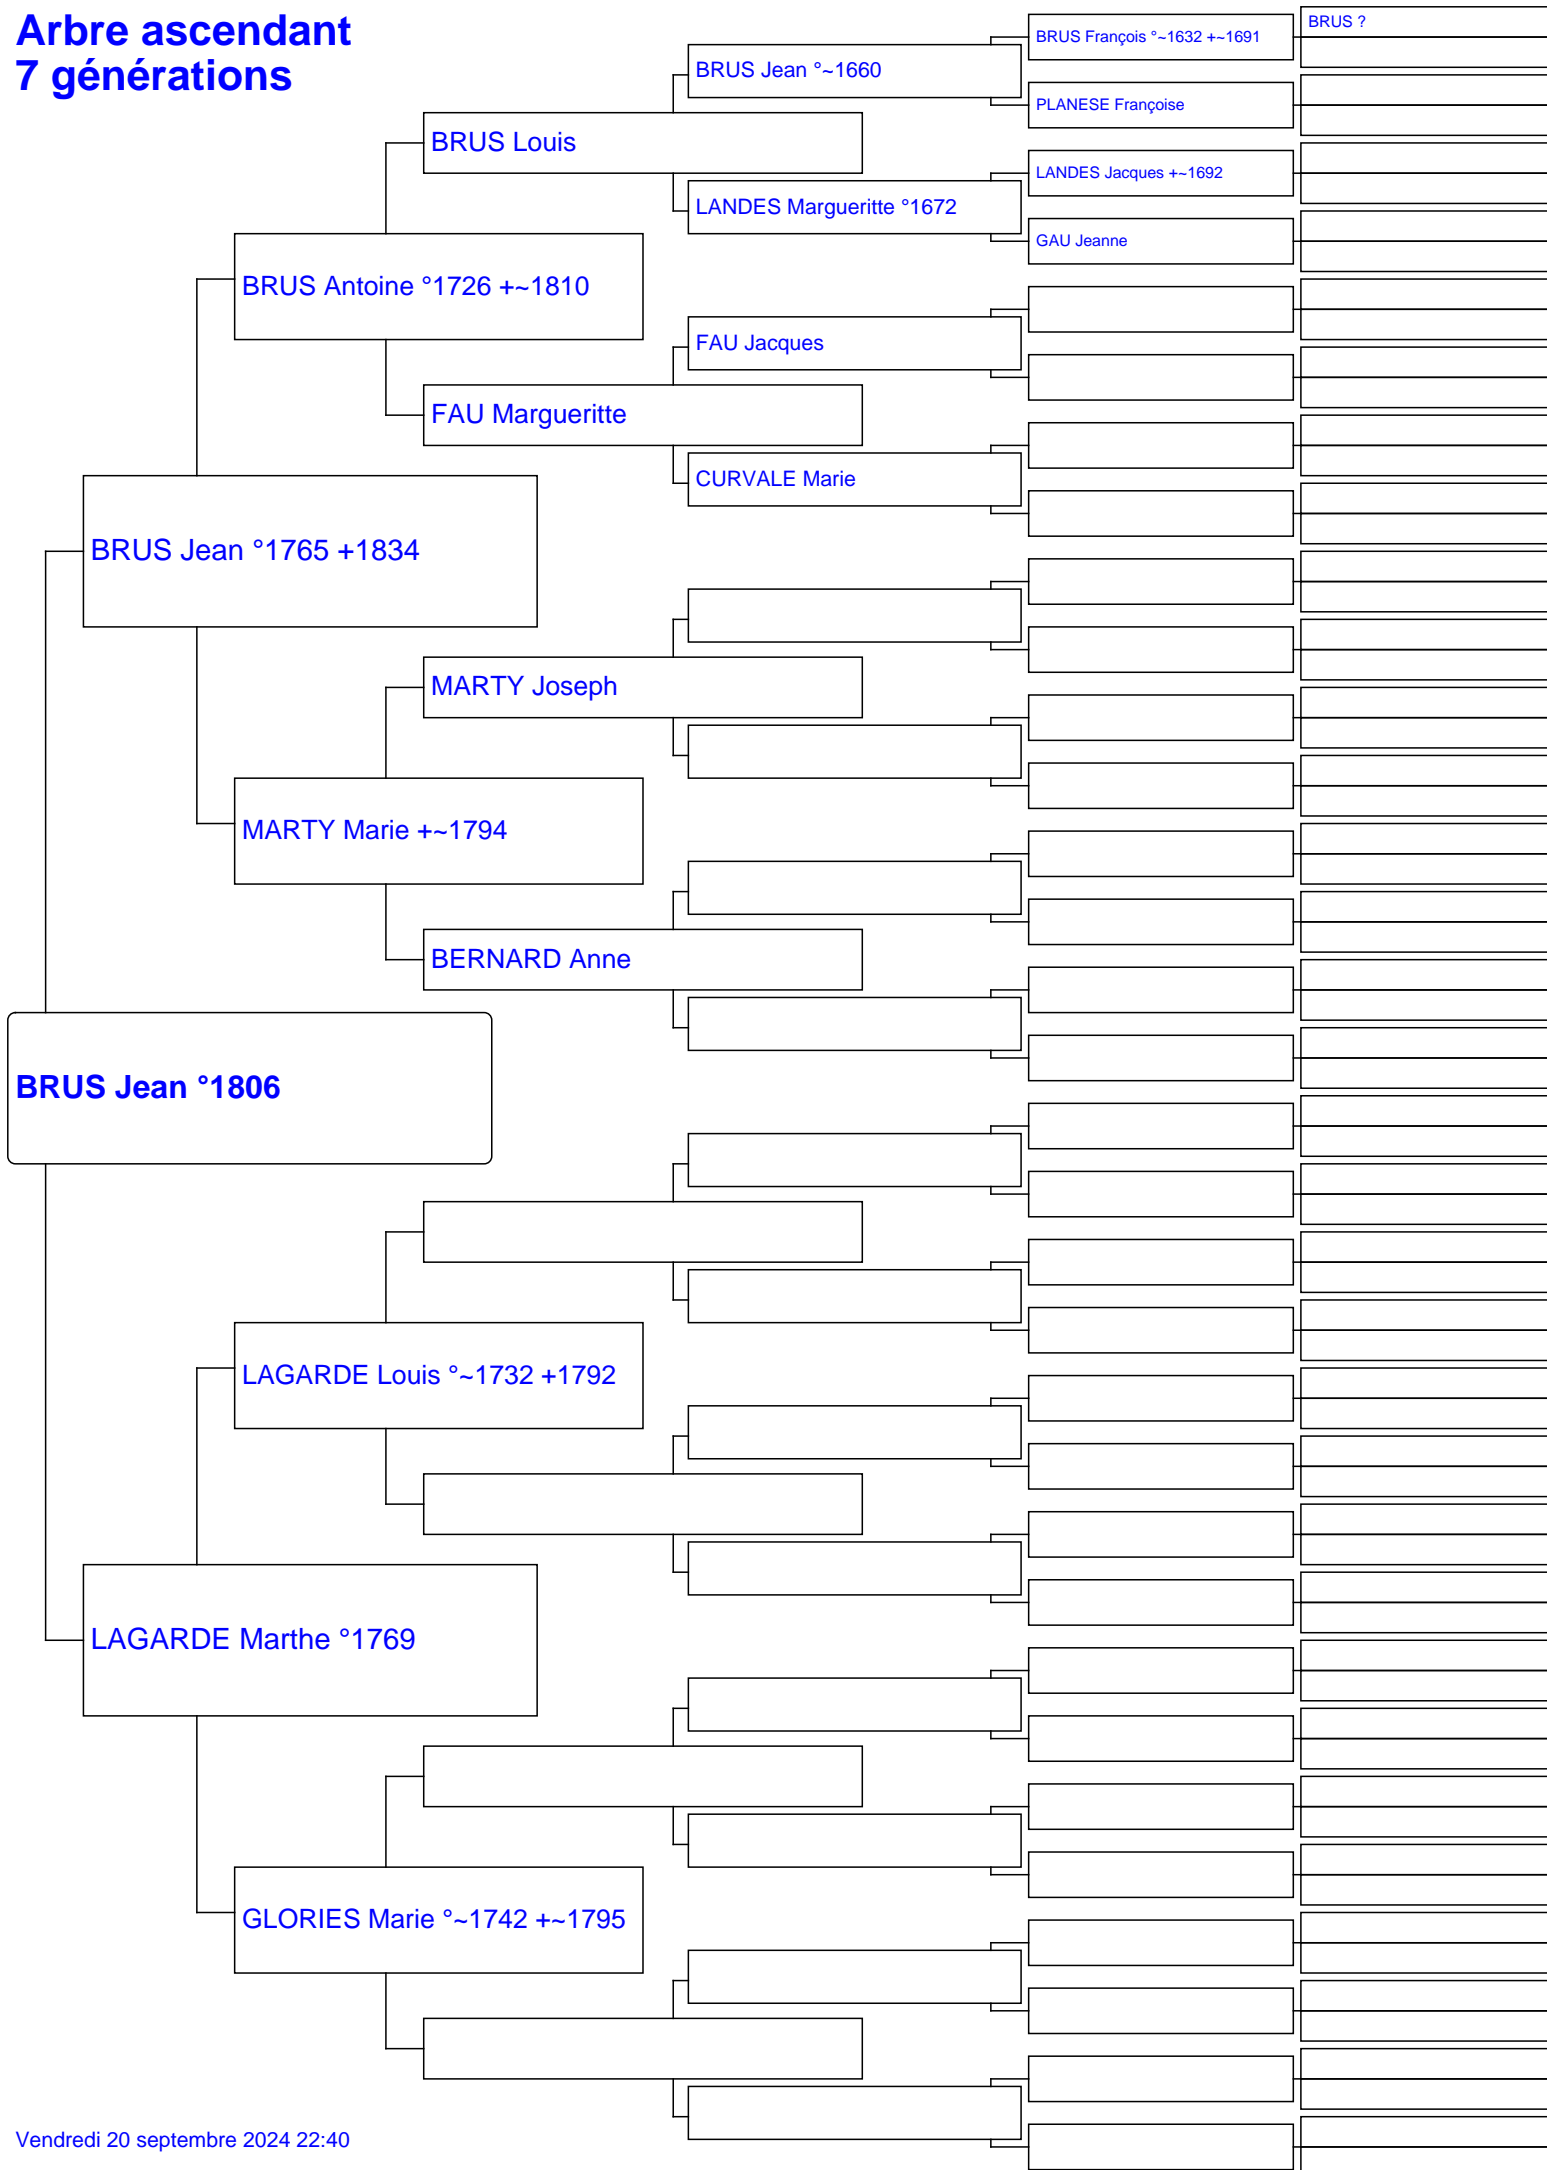 Arbre ascendant
7 générations
BRUS ?
BRUS François °~1632 +~1691
BRUS Jean °~1660
PLANESE Françoise
BRUS Louis
LANDES Jacques +~1692
LANDES Margueritte °1672
GAU Jeanne
BRUS Antoine °1726 +~1810
FAU Jacques
FAU Margueritte
CURVALE Marie
BRUS Jean °1765 +1834
MARTY Joseph
MARTY Marie +~1794
BERNARD Anne
BRUS Jean °1806
LAGARDE Louis °~1732 +1792
LAGARDE Marthe °1769
GLORIES Marie °~1742 +~1795
Vendredi 20 septembre 2024 22:40